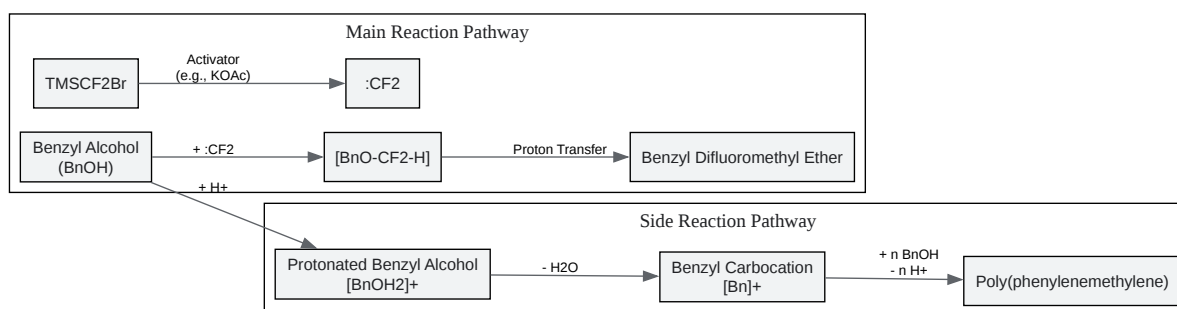 Main Reaction Pathway
TMSCF2Br
Activator
(e.g., KOAc)
:CF2
Benzyl Alcohol
(BnOH)
+ :CF2
[BnO-CF2-H]
Proton Transfer
Benzyl Difluoromethyl Ether
+ H+
Side Reaction Pathway
Protonated Benzyl Alcohol
[BnOH2]+
- H2O
Benzyl Carbocation
[Bn]+
+ n BnOH
- n H+
Poly(phenylenemethylene)